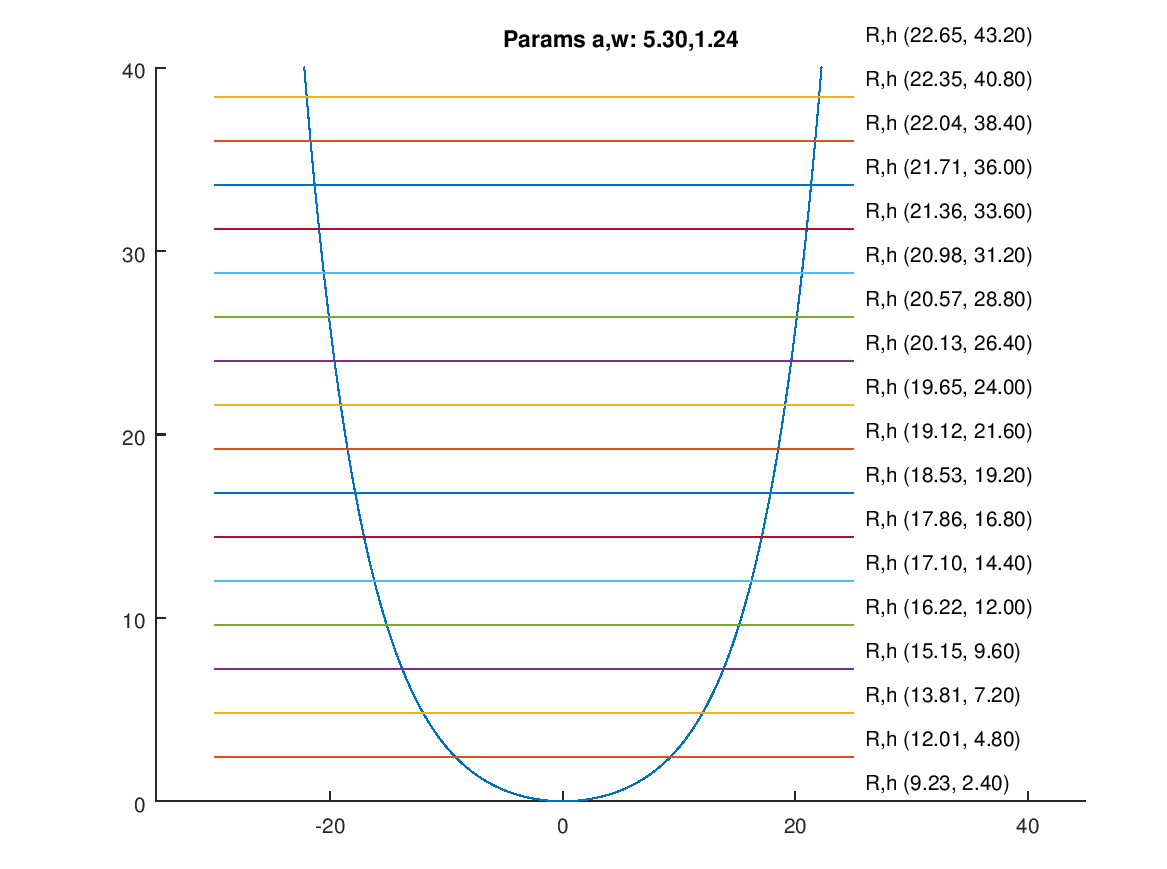 Params a,w: 5.30,1.24
R,h (22.65, 43.20)
40
R,h (22.35, 40.80)
R,h (22.04, 38.40)
R,h (21.71, 36.00)
R,h (21.36, 33.60)
30
R,h (20.98, 31.20)
R,h (20.57, 28.80)
R,h (20.13, 26.40)
R,h (19.65, 24.00)
20
R,h (19.12, 21.60)
R,h (18.53, 19.20)
R,h (17.86, 16.80)
R,h (17.10, 14.40)
R,h (16.22, 12.00)
10
R,h (15.15, 9.60)
R,h (13.81, 7.20)
R,h (12.01, 4.80)
R,h (9.23, 2.40)
0
-20 0 20 40